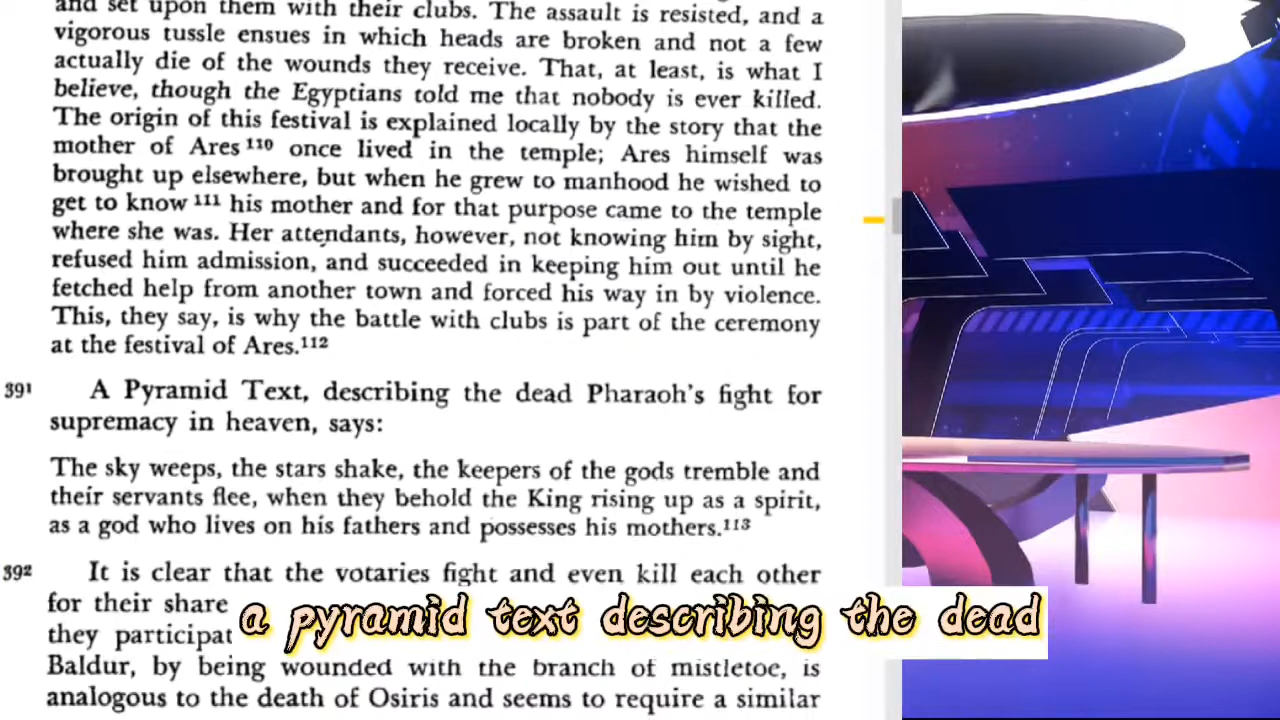 and set upon them with their clubs. The assault is resisted, and a
vigorous tussle ensues in which heads are broken and not a few
actually die of the wounds they receive. That, at least, is what I
believe, though the Egyptians told me that nobody is ever killed.
The origin of this festival is explained locally by the story that the
mother of Ares¹¹⁰ once lived in the temple; Ares himself was
brought up elsewhere, but when he grew to manhood he wished to
get to know¹¹¹ his mother and for that purpose came to the temple
where she was. Her attendants, however, not knowing him by sight,
refused him admission, and succeeded in keeping him out until he
fetched help from another town and forced his way in by violence.
This, they say, is why the battle with clubs is part of the ceremony
at the festival of Ares.¹¹²
391 A Pyramid Text, describing the dead Pharaoh's fight for
supremacy in heaven, says:
The sky weeps, the stars shake, the keepers of the gods tremble and
their servants flee, when they behold the King rising up as a spirit,
as a god who lives on his fathers and possesses his mothers.¹¹³
392 It is clear that the votaries fight and even kill each other
for their share
they participat
Baldur, by being wounded with the branch of mistletoe, is
analogous to the death of Osiris and seems to require a similar
a pyramid text describing the dead